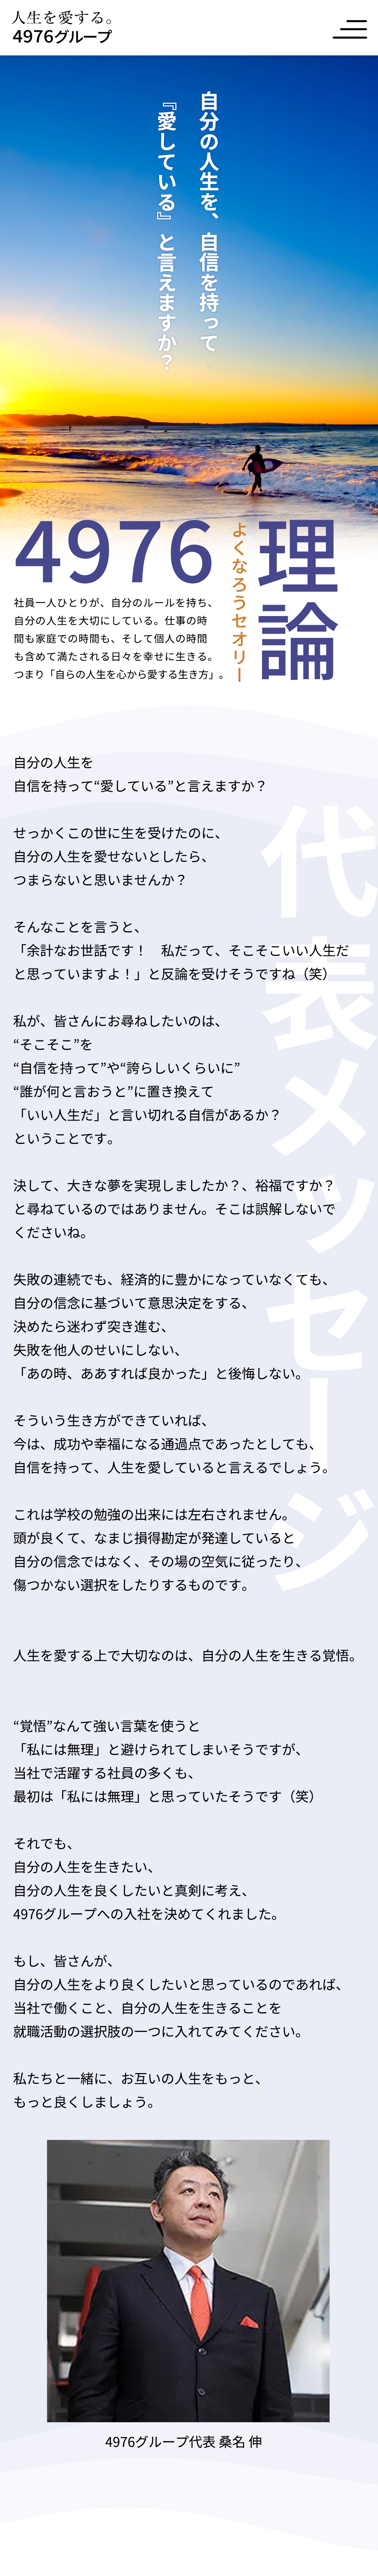 人生を愛する。
4976グループ
自分の人生を、自信を持って
『愛している』と言えますか？
4976
よくなろうセオリー
理論
社員一人ひとりが、自分のルールを持ち、
自分の人生を大切にしている。仕事の時
間も家庭での時間も、そして個人の時間
も含めて満たされる日々を幸せに生きる。
つまり「自らの人生を心から愛する生き方」。
代表メッセージ
自分の人生を
自信を持って“愛している”と言えますか？
せっかくこの世に生を受けたのに、
自分の人生を愛せないとしたら、
つまらないと思いませんか？
そんなことを言うと、
「余計なお世話です！　私だって、そこそこいい人生だ
と思っていますよ！」と反論を受けそうですね（笑）
私が、皆さんにお尋ねしたいのは、
“そこそこ”を
“自信を持って”や“誇らしいくらいに”
“誰が何と言おうと”に置き換えて
「いい人生だ」と言い切れる自信があるか？
ということです。
決して、大きな夢を実現しましたか？、裕福ですか？
と尋ねているのではありません。そこは誤解しないで
くださいね。
失敗の連続でも、経済的に豊かになっていなくても、
自分の信念に基づいて意思決定をする、
決めたら迷わず突き進む、
失敗を他人のせいにしない、
「あの時、ああすれば良かった」と後悔しない。
そういう生き方ができていれば、
今は、成功や幸福になる通過点であったとしても、
自信を持って、人生を愛していると言えるでしょう。
これは学校の勉強の出来には左右されません。
頭が良くて、なまじ損得勘定が発達していると
自分の信念ではなく、その場の空気に従ったり、
傷つかない選択をしたりするものです。
人生を愛する上で大切なのは、自分の人生を生きる覚悟。
“覚悟”なんて強い言葉を使うと
「私には無理」と避けられてしまいそうですが、
当社で活躍する社員の多くも、
最初は「私には無理」と思っていたそうです（笑）
それでも、
自分の人生を生きたい、
自分の人生を良くしたいと真剣に考え、
4976グループへの入社を決めてくれました。
もし、皆さんが、
自分の人生をより良くしたいと思っているのであれば、
当社で働くこと、自分の人生を生きることを
就職活動の選択肢の一つに入れてみてください。
私たちと一緒に、お互いの人生をもっと、
もっと良くしましょう。
4976グループ代表 桑名 伸